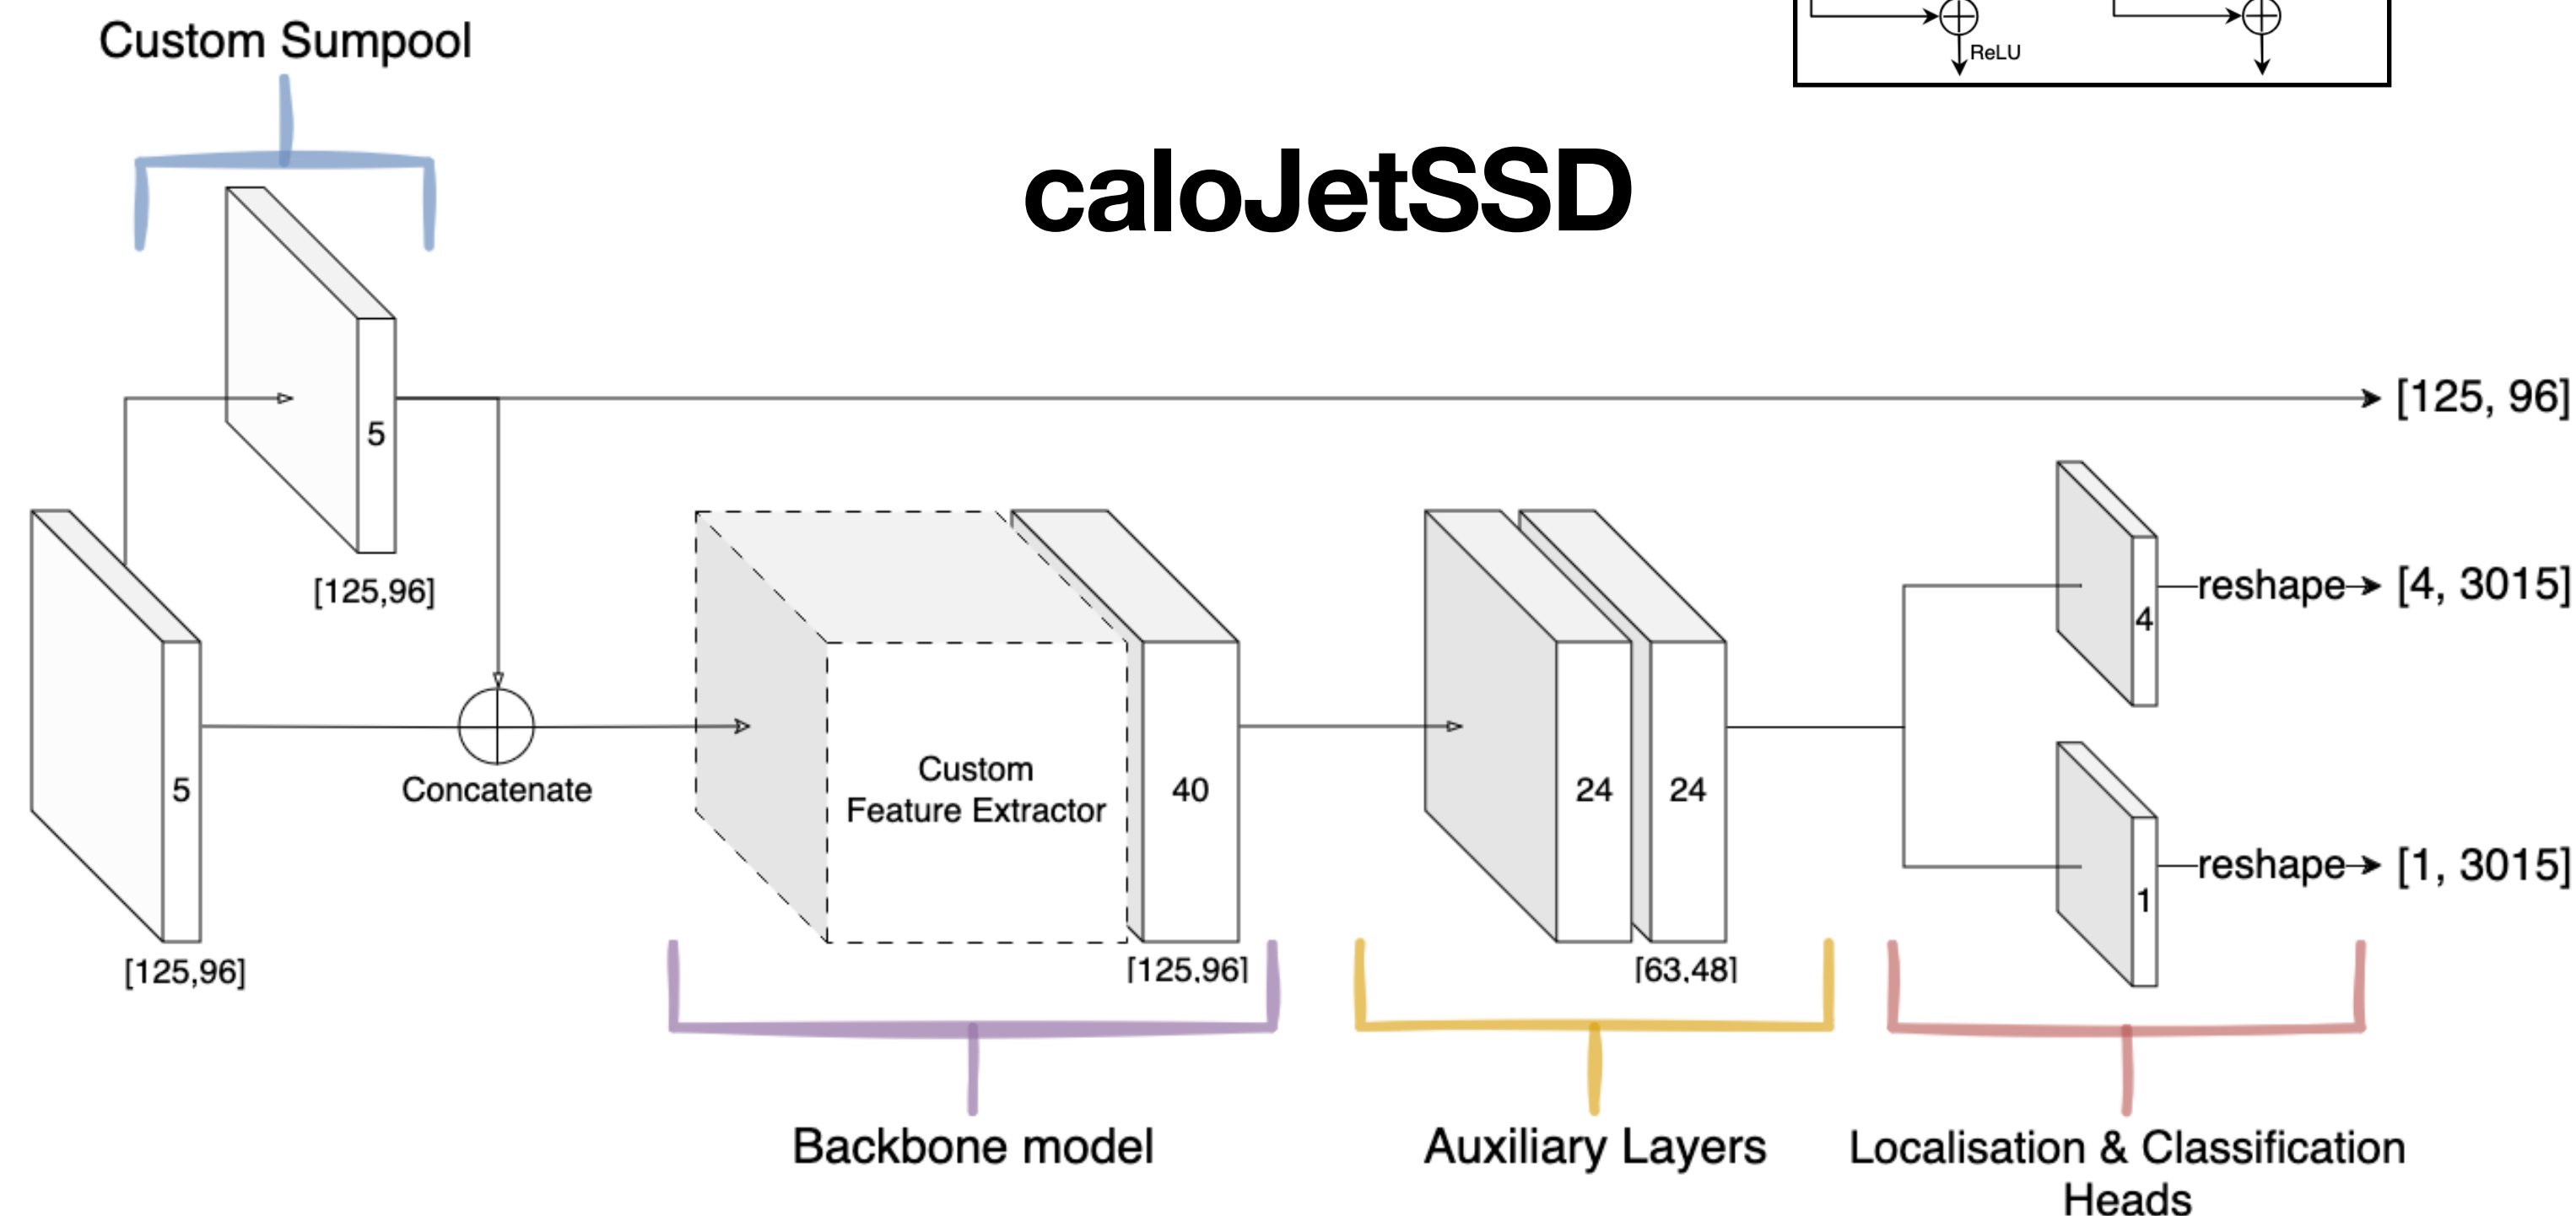 Custom Sumpool
ReLU
caloJetSSD
5
[125,96]
[125, 96]
5
[125,96]
Concatenate
Custom
Feature Extractor
40
[125,96]
24
24
[63,48]
4
reshape
[4, 3015]
1
reshape
[1, 3015]
Backbone model
Auxiliary Layers
Localisation & Classification
Heads